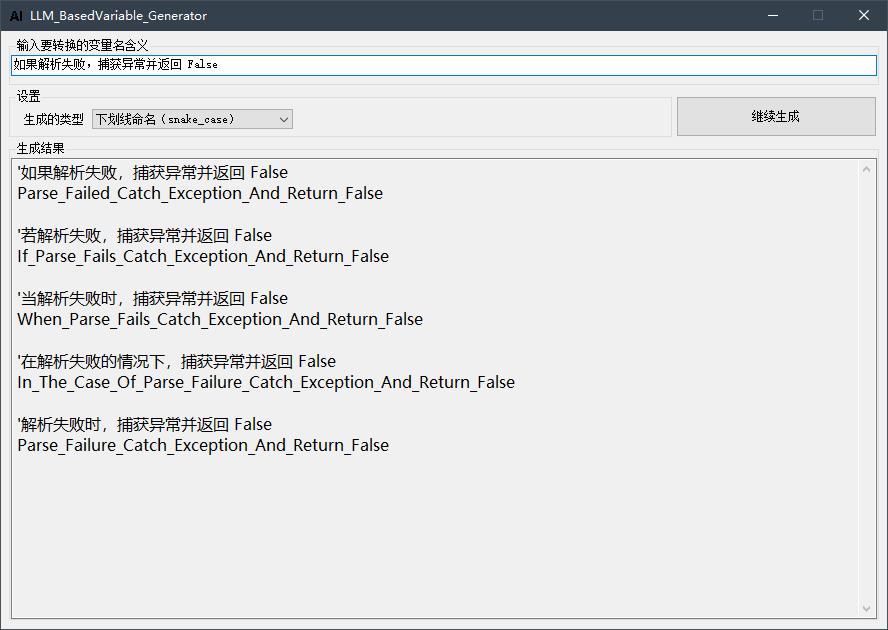 AI LLM_BasedVariable_Generator
输入要转换的变量名含义
如果解析失败，捕获异常并返回 False
设置
生成的类型 下划线命名（snake_case）
继续生成
生成结果
'如果解析失败，捕获异常并返回 False
Parse_Failed_Catch_Exception_And_Return_False
'若解析失败，捕获异常并返回 False
If_Parse_Fails_Catch_Exception_And_Return_False
'当解析失败时，捕获异常并返回 False
When_Parse_Fails_Catch_Exception_And_Return_False
'在解析失败的情况下，捕获异常并返回 False
In_The_Case_Of_Parse_Failure_Catch_Exception_And_Return_False
'解析失败时，捕获异常并返回 False
Parse_Failure_Catch_Exception_And_Return_False